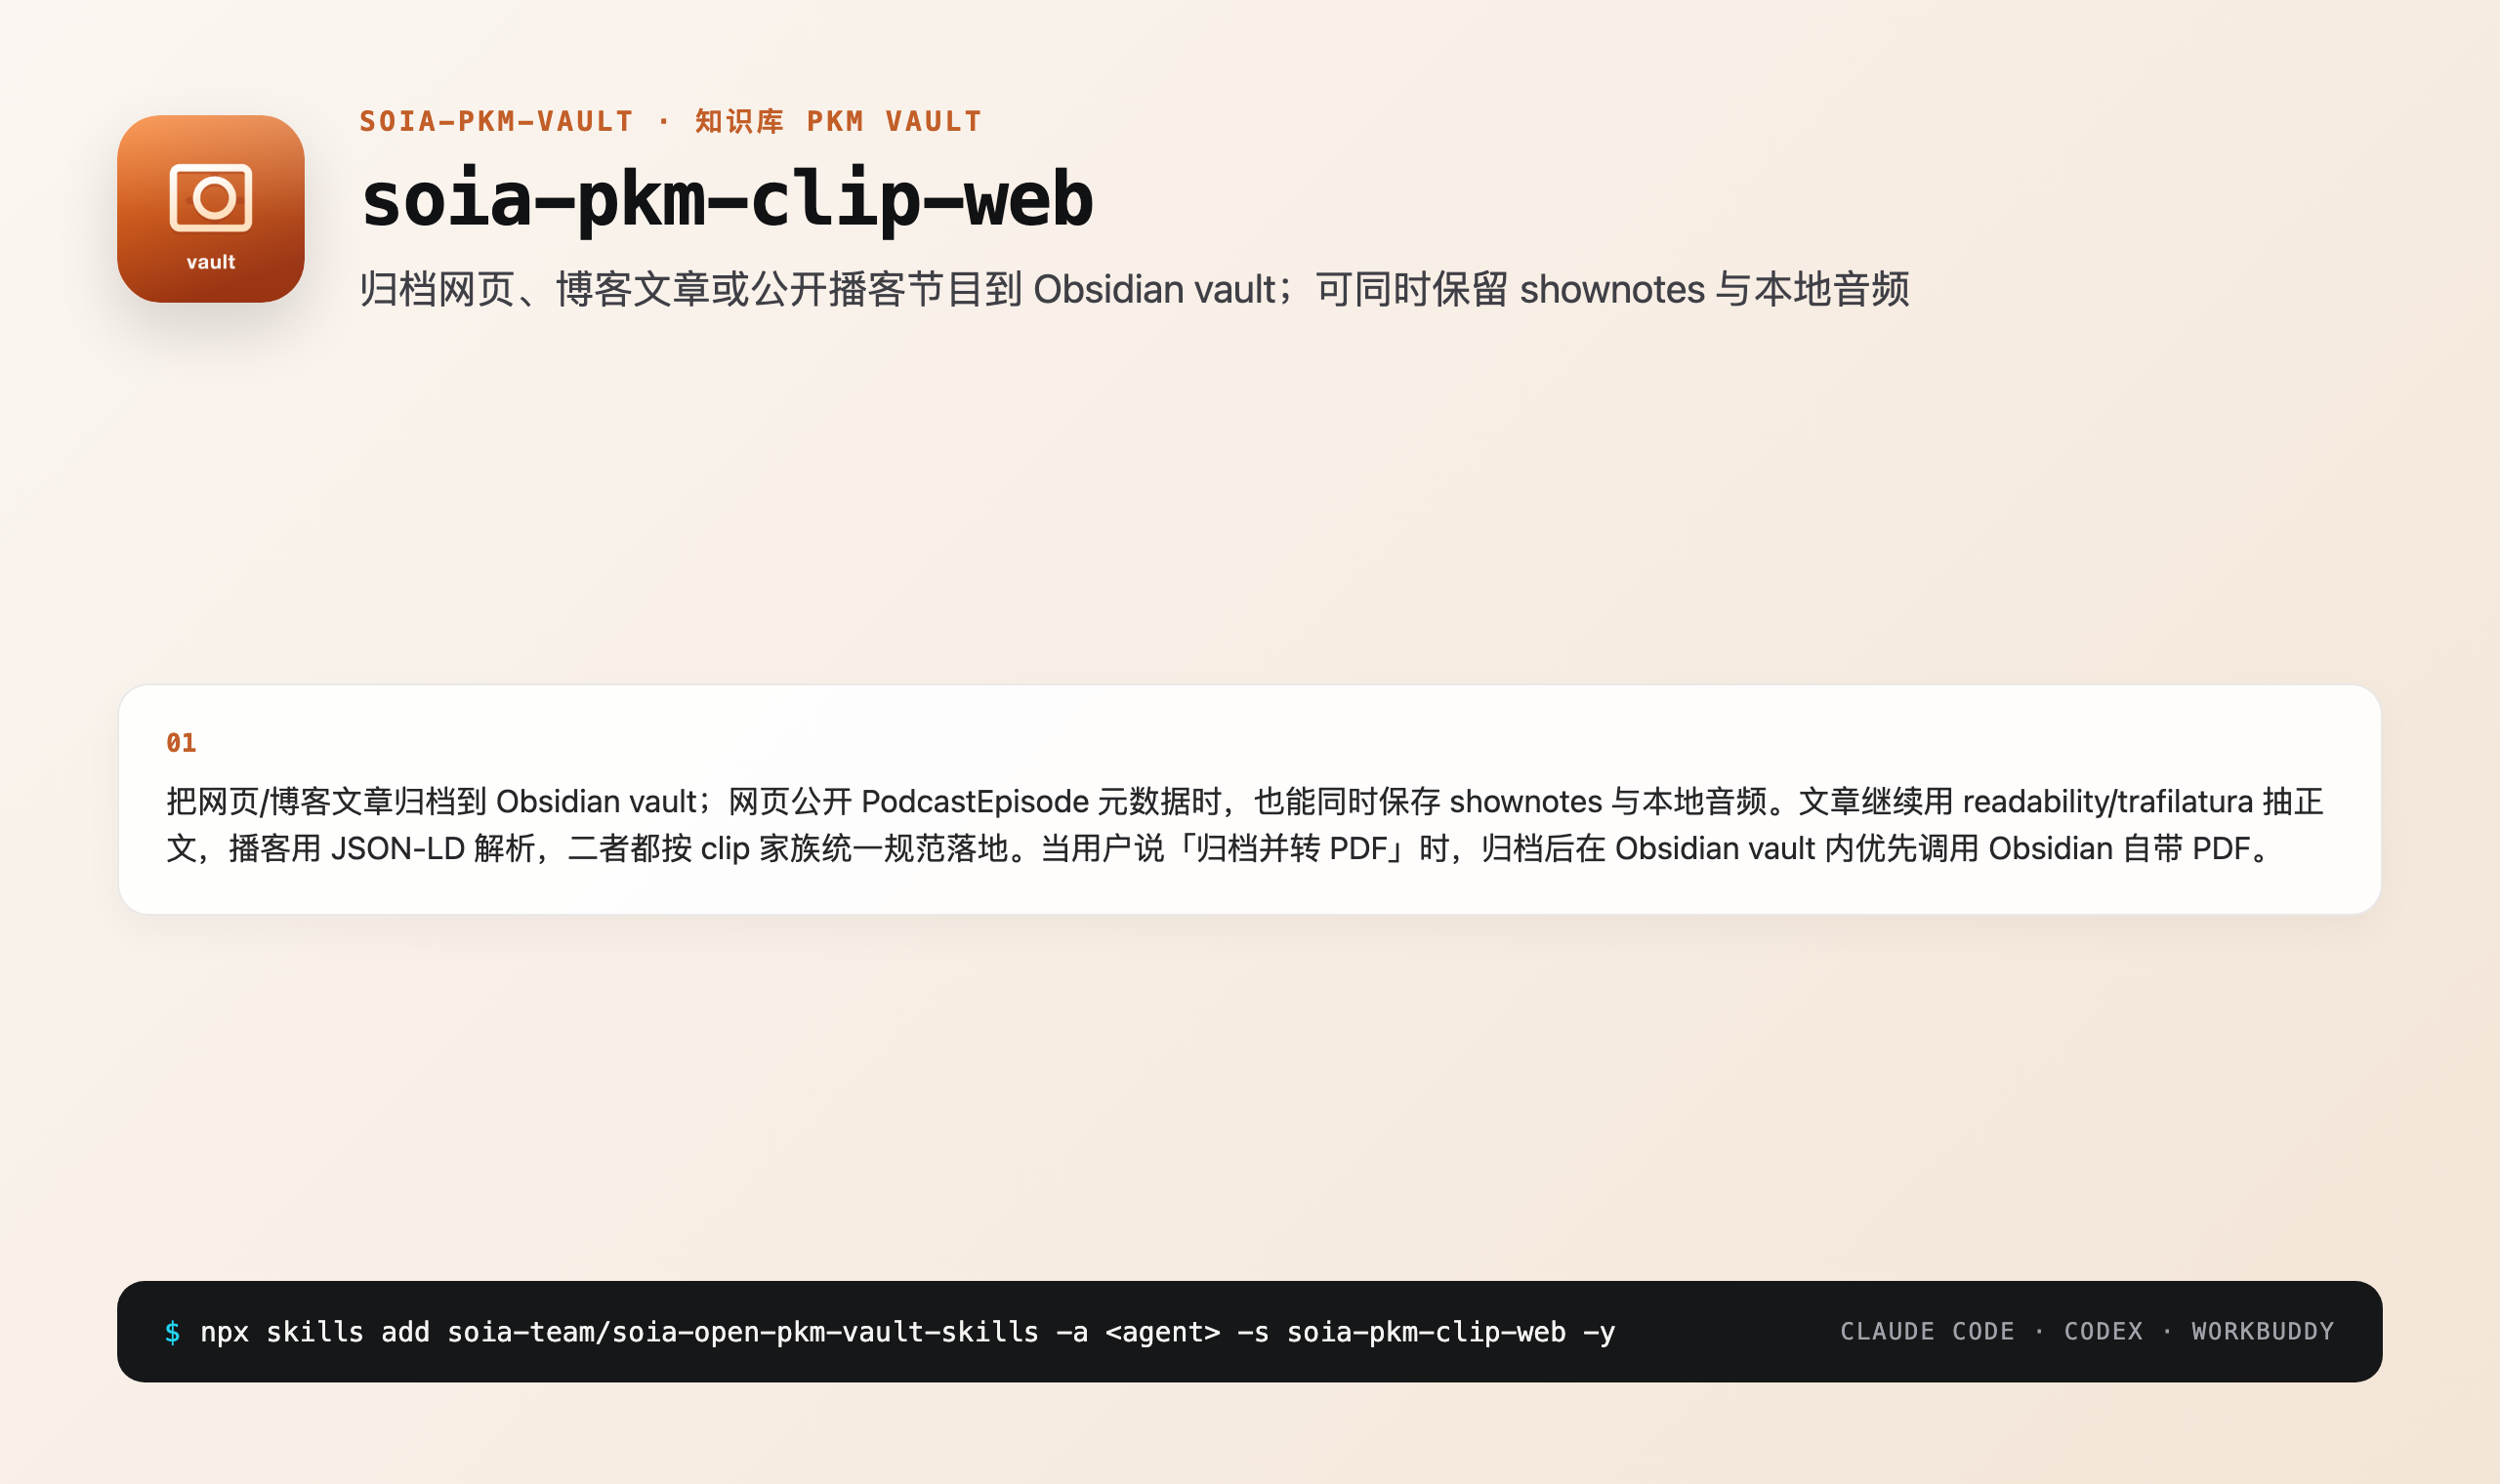 SOIA-PKM-VAULT · 知识库 PKM VAULT
soia-pkm-clip-web
vault
归档网页、博客文章或公开播客节目到 Obsidian vault；可同时保留 shownotes 与本地音频
01
把网页/博客文章归档到 Obsidian vault；网页公开 PodcastEpisode 元数据时，也能同时保存 shownotes 与本地音频。文章继续用 readability/trafilatura 抽正
文，播客用 JSON-LD 解析，二者都按 clip 家族统一规范落地。当用户说「归档并转 PDF」时，归档后在 Obsidian vault 内优先调用 Obsidian 自带 PDF。
$ npx skills add soia-team/soia-open-pkm-vault-skills -a <agent> -s soia-pkm-clip-web -y
CLAUDE CODE · CODEX · WORKBUDDY